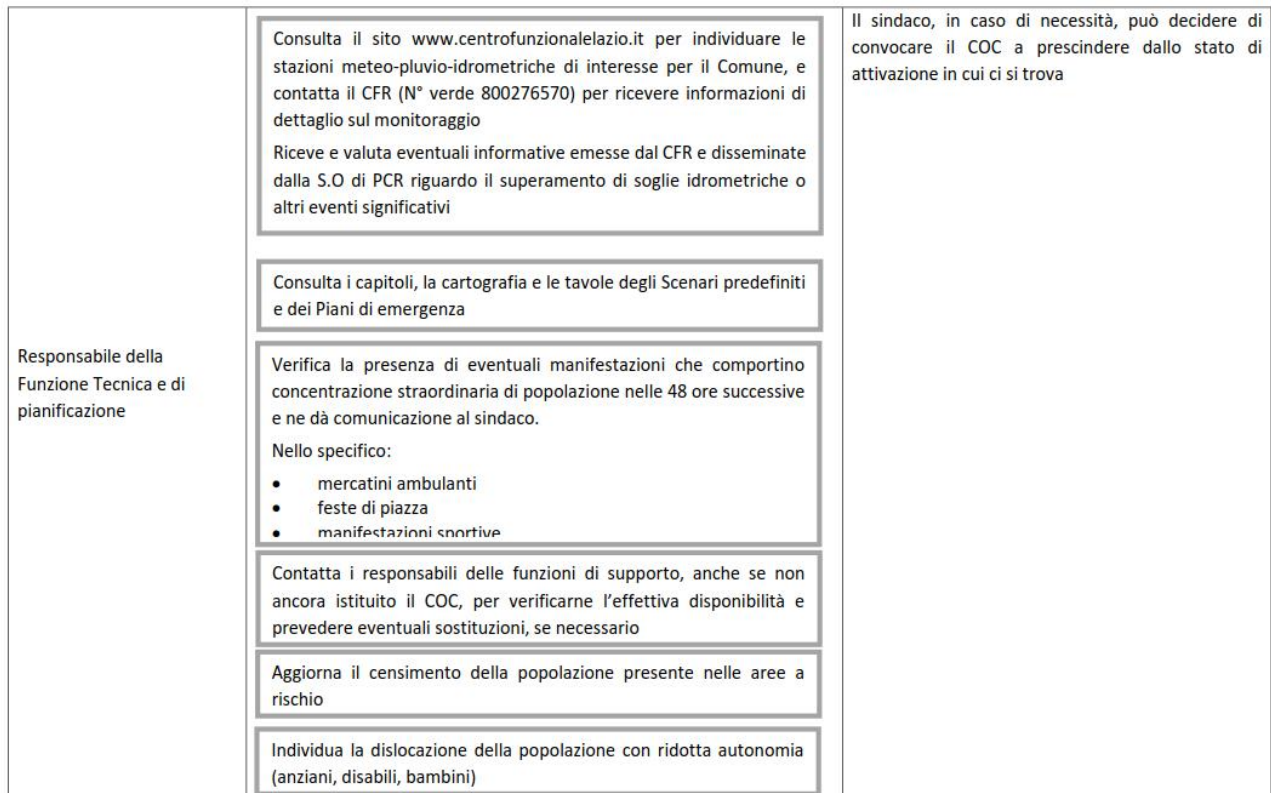 Responsabile della
Funzione Tecnica e di
pianificazione
Consulta il sito www.centrofunzionalelazio.it per individuare le
stazioni meteo-pluvio-idrometriche di interesse per il Comune, e
contatta il CFR (N° verde 800276570) per ricevere informazioni di
dettaglio sul monitoraggio
Riceve e valuta eventuali informative emesse dal CFR e disseminate
dalla S.O di PCR riguardo il superamento di soglie idrometriche o
altri eventi significativi
Consulta i capitoli, la cartografia e le tavole degli Scenari predefiniti
e dei Piani di emergenza
Verifica la presenza di eventuali manifestazioni che comportino
concentrazione straordinaria di popolazione nelle 48 ore successive
e ne dà comunicazione al sindaco.
Nello specifico:
• mercatini ambulanti
• feste di piazza
• manifestazioni sportive
Contatta i responsabili delle funzioni di supporto, anche se non
ancora istituito il COC, per verificarne l'effettiva disponibilità e
prevedere eventuali sostituzioni, se necessario
Aggiorna il censimento della popolazione presente nelle aree a
rischio
Individua la dislocazione della popolazione con ridotta autonomia
(anziani, disabili, bambini)
Il sindaco, in caso di necessità, può decidere di
convocare il COC a prescindere dallo stato di
attivazione in cui ci si trova